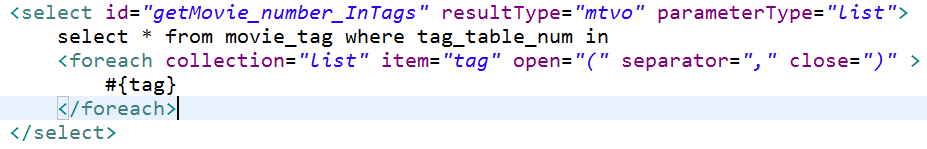 <select id="getMovie_number_InTags" resultType="mtvo" parameterType="list">
select * from movie_tag where tag_table_num in
<foreach collection="list" item="tag" open="(" separator="," close=")" >
#{tag}
</foreach>
</select>